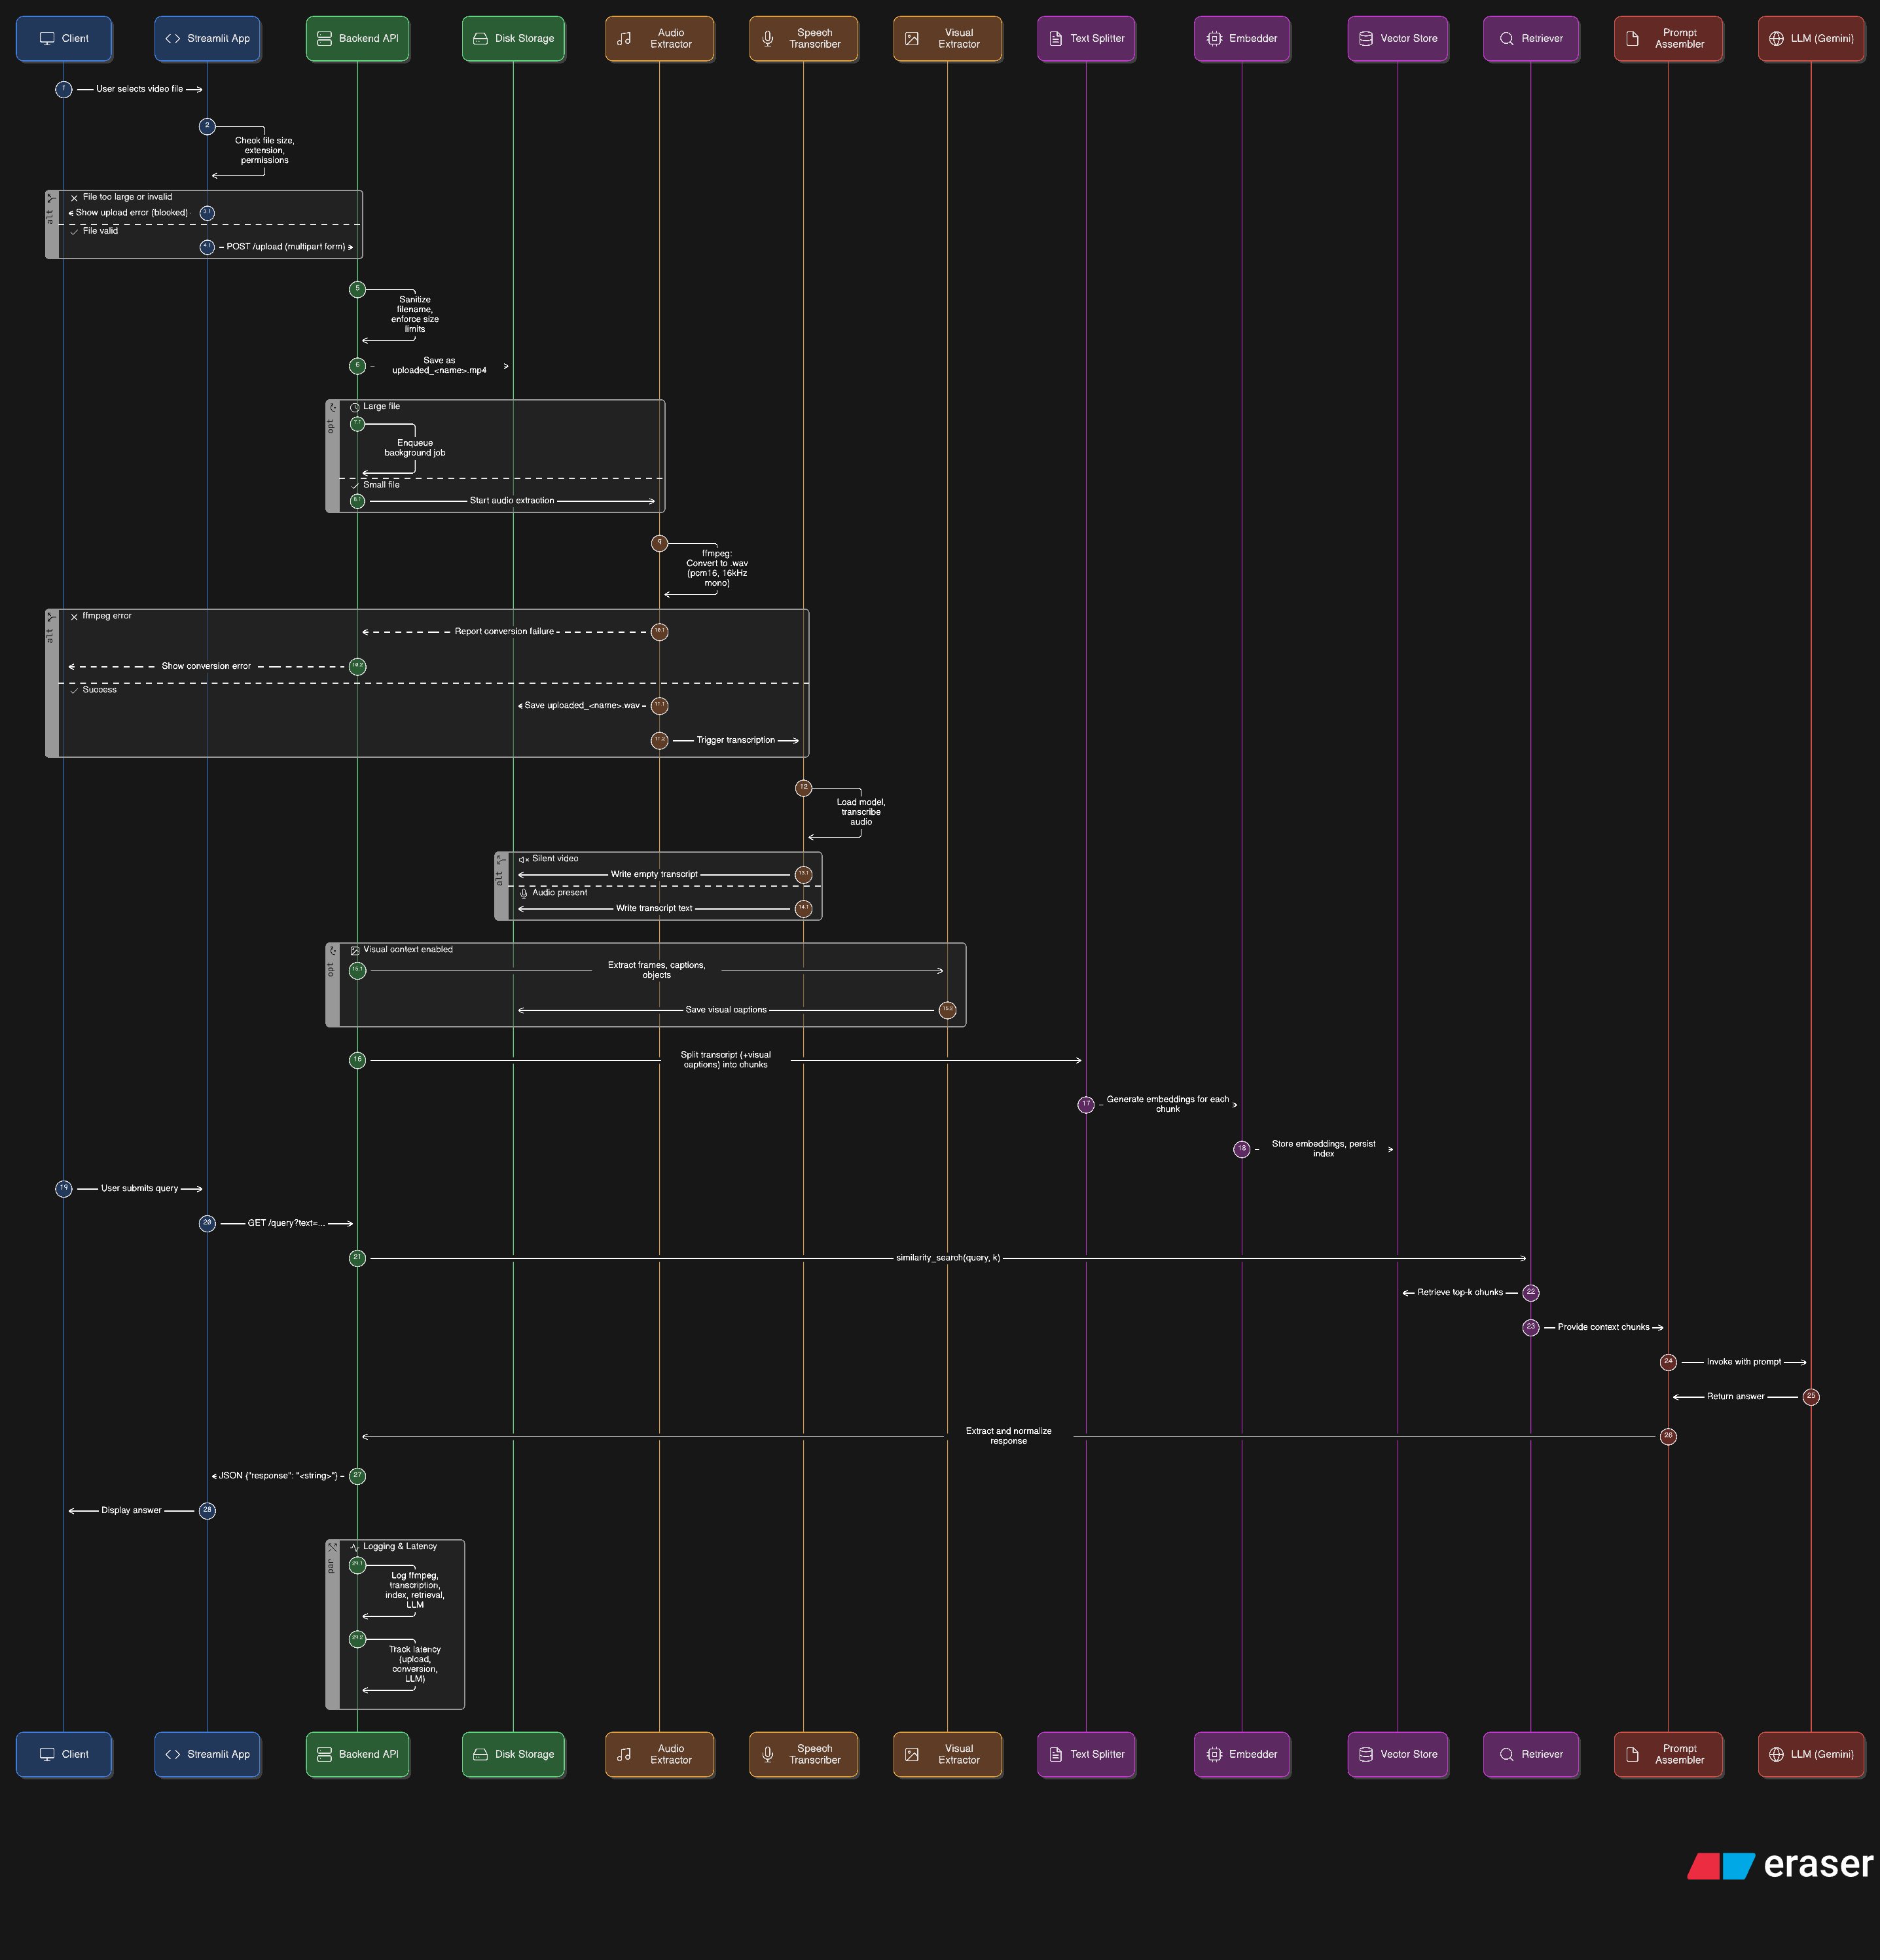 Client
Streamlit App
Backend API
Disk Storage
Audio
Extractor
Speech
Transcriber
Visual
Extractor
Text Splitter
Embedder
Vector Store
Retriever
Prompt
Assembler
LLM (Gemini)
1
User selects video file
2
Check file size,
extension,
permissions
alt
File too large or invalid
Show upload error (blocked)
3.1
File valid
4.1
POST /upload (multipart form)
5
Sanitize
filename,
enforce size
limits
6
Save as
uploaded_<name>.mp4
opt
Large file
7.1
Enqueue
background job
Small file
8.1
Start audio extraction
9
ffmpeg:
Convert to .wav
(pcm16, 16kHz
mono)
alt
ffmpeg error
Report conversion failure
10.1
Show conversion error
10.2
Success
Save uploaded_<name>.wav
11.1
11.2
Trigger transcription
12
Load model,
transcribe
audio
alt
Silent video
Write empty transcript
13.1
Audio present
Write transcript text
14.1
opt
Visual context enabled
15.1
Extract frames, captions,
objects
Save visual captions
15.2
16
Split transcript (+visual
captions) into chunks
17
Generate embeddings for each
chunk
18
Store embeddings, persist
index
19
User submits query
20
GET /query?text=...
21
similarity_search(query, k)
Retrieve top-k chunks
22
23
Provide context chunks
24
Invoke with prompt
Return answer
25
Extract and normalize
response
26
JSON {"response": "<string>"}
27
Display answer
28
par
Logging & Latency
29.1
Log ffmpeg,
transcription,
index, retrieval,
LLM
29.2
Track latency
(upload,
conversion,
LLM)
Client
Streamlit App
Backend API
Disk Storage
Audio
Extractor
Speech
Transcriber
Visual
Extractor
Text Splitter
Embedder
Vector Store
Retriever
Prompt
Assembler
LLM (Gemini)
eraser